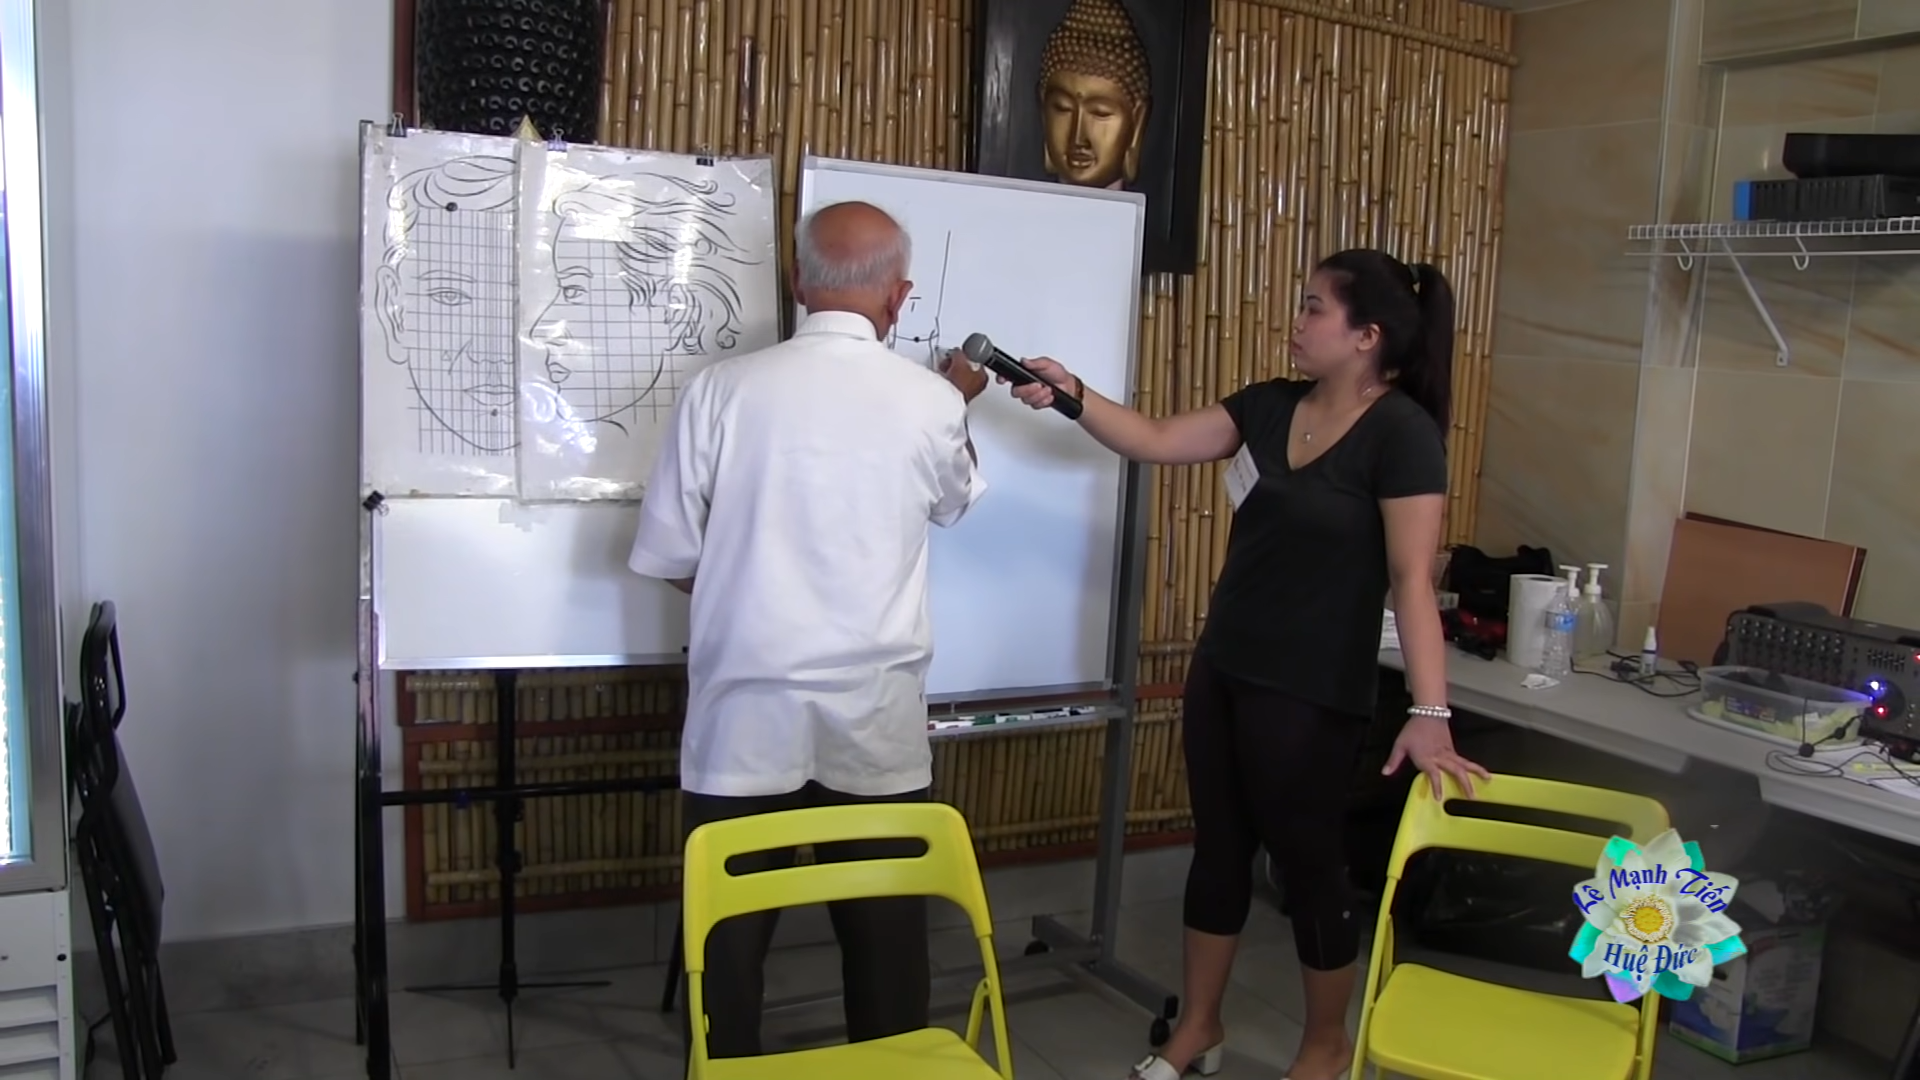 T
Lê Mạnh Tiến
Huệ Đức